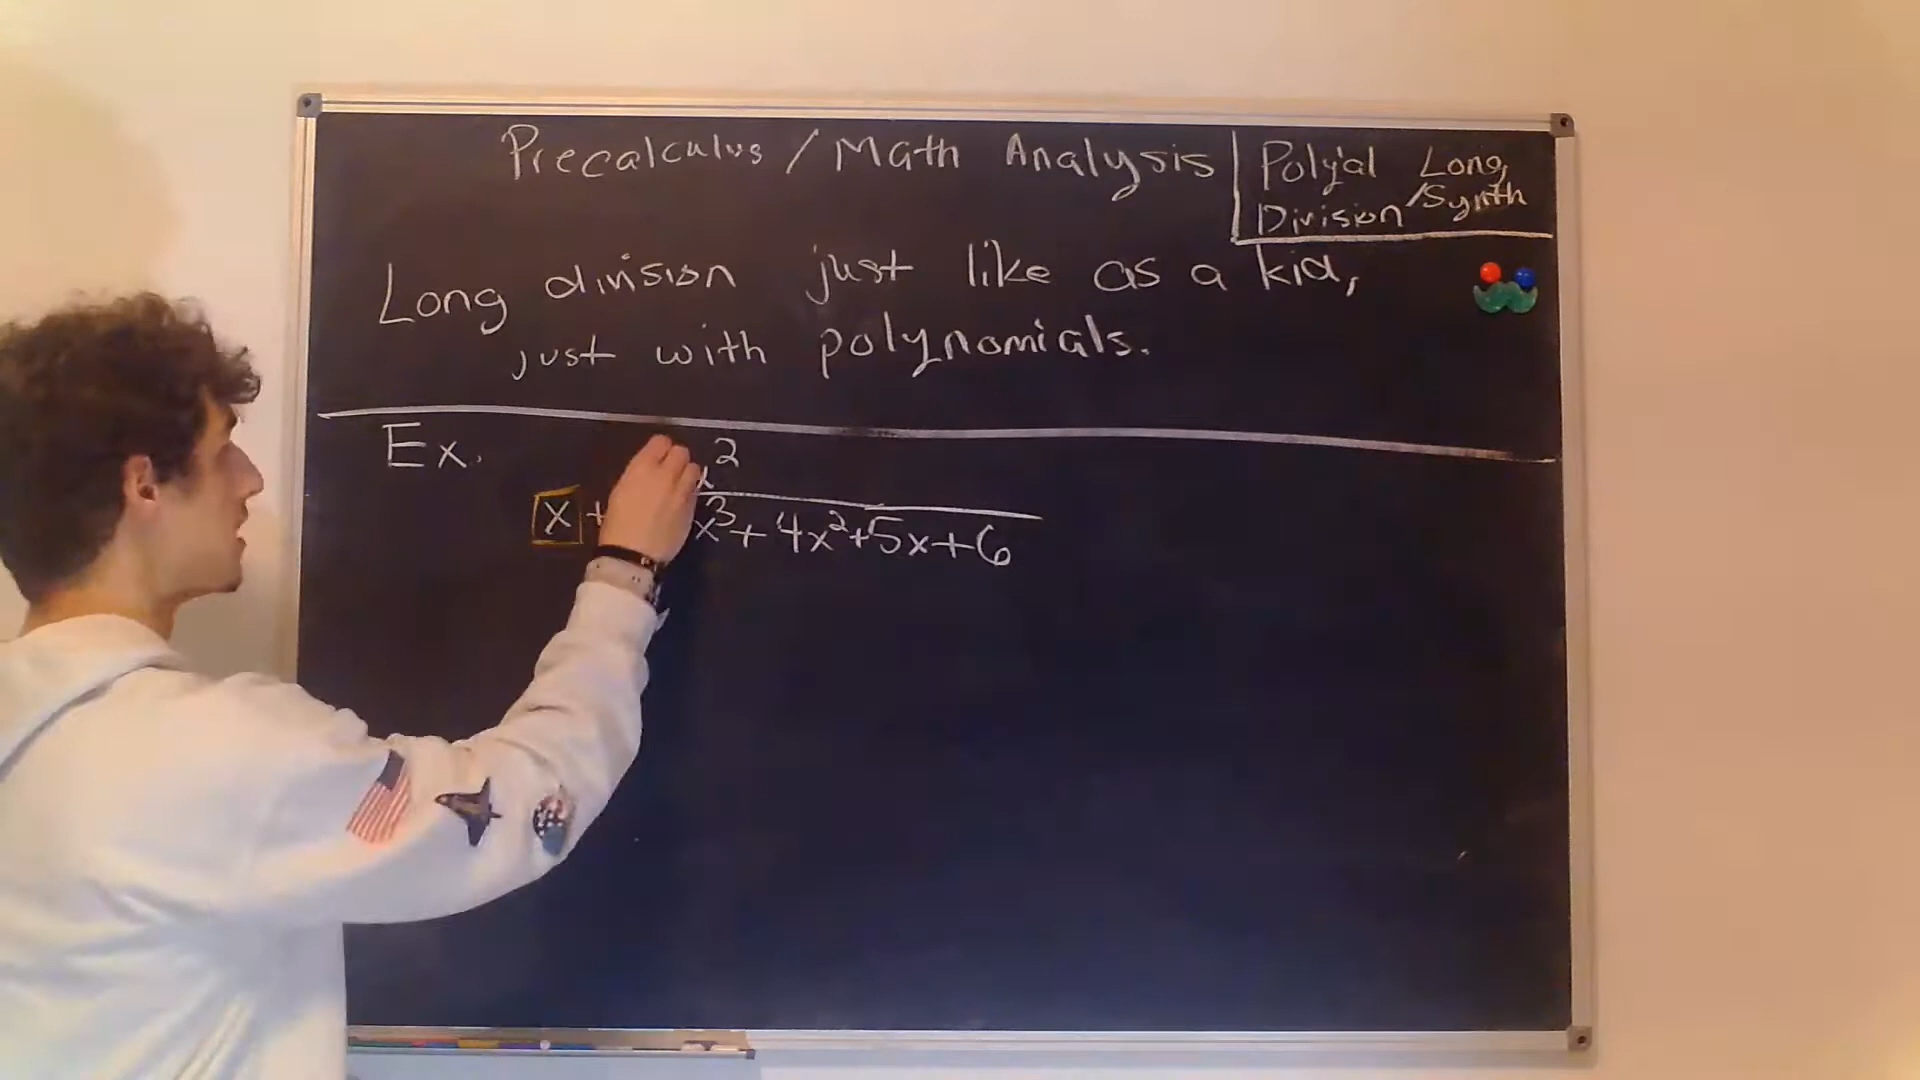 Precalculus / Math Analysis
Poly'al Long/Synth
Division
Long division just like as a kid,
just with polynomials.
Ex.
x²
x + x³+4x²+5x+6